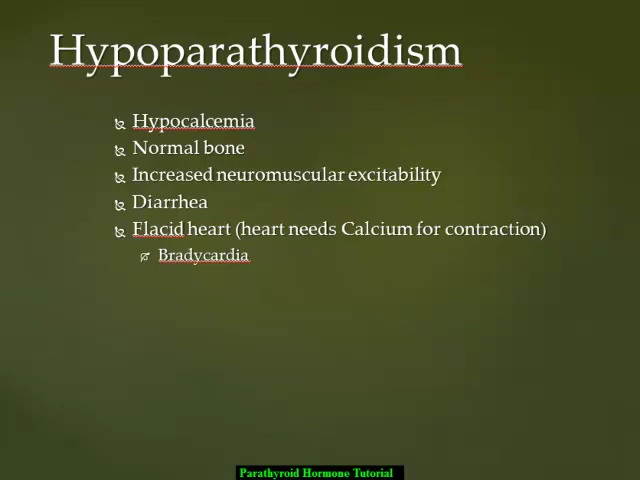 Hypoparathyroidism
Hypocalcemia
Normal bone
Increased neuromuscular excitability
Diarrhea
Flacid heart (heart needs Calcium for contraction)
Bradycardia
Parathyroid Hormone Tutorial